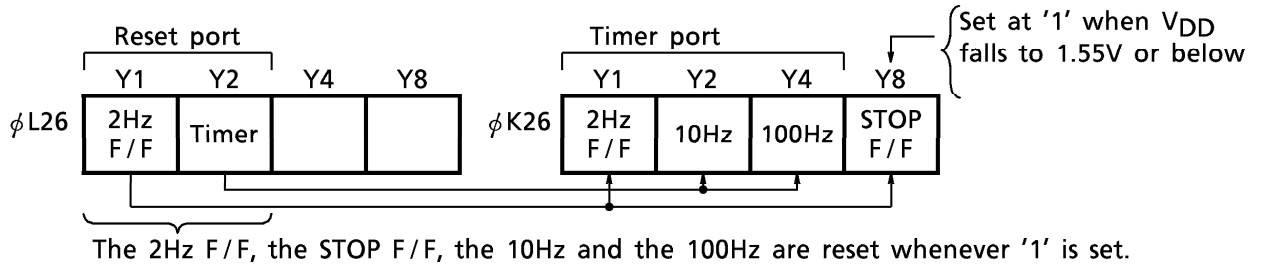 Reset port
Timer port
Set at '1' when VDD
falls to 1.55V or below
Y1 Y2 Y4 Y8
Y1 Y2 Y4 Y8
ϕL26
2Hz
F/F
Timer
ϕK26
2Hz
F/F
10Hz
100Hz
STOP
F/F
The 2Hz F/F, the STOP F/F, the 10Hz and the 100Hz are reset whenever '1' is set.